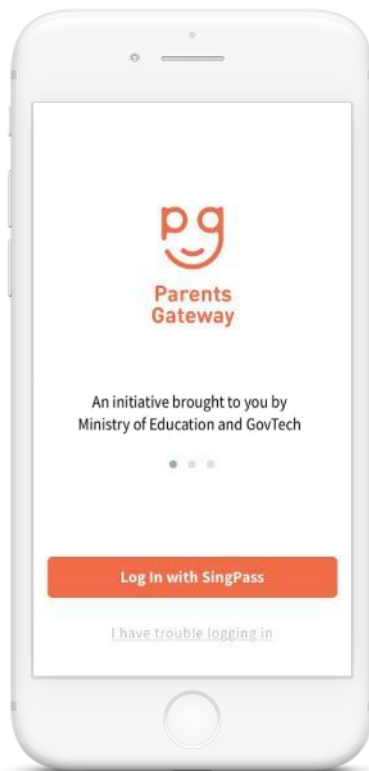 pg
Parents
Gateway
An initiative brought to you by
Ministry of Education and GovTech
Log In with SingPass
I have trouble logging in